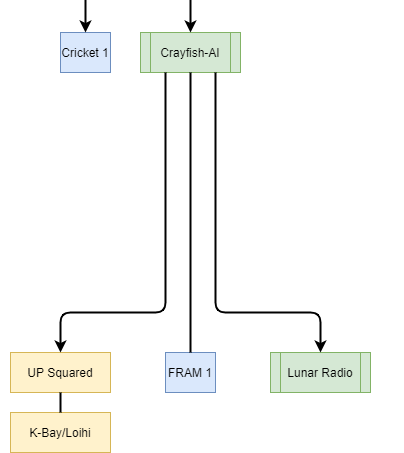 Cricket 1
Crayfish-AI
UP Squared
FRAM 1
Lunar Radio
K-Bay/Loihi